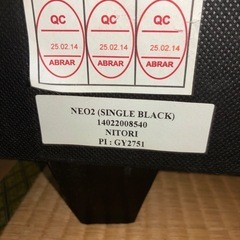 QC QC QC
25.02.14 25.02.14 25.02.14
ABRAR ABRAR ABRAR
NEO2 (SINGLE BLACK)
14022008540
NITORI
PI : GY2751